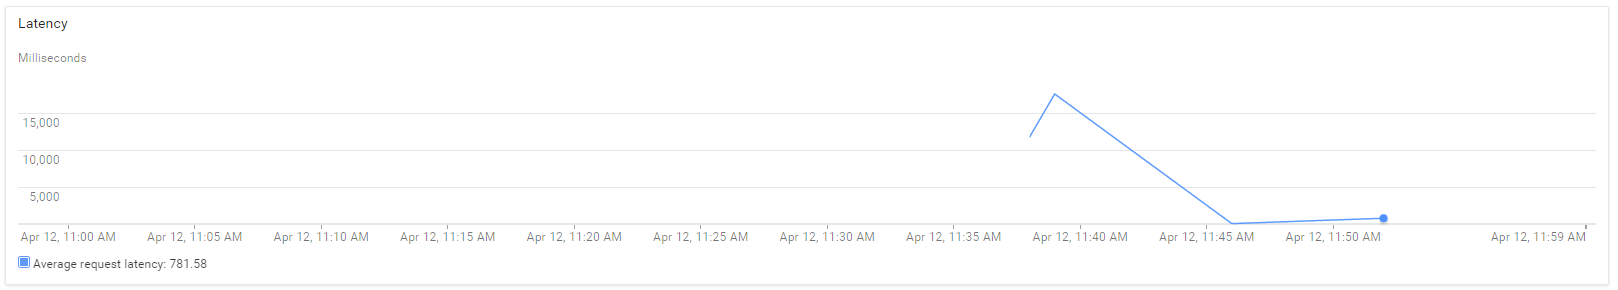 Latency
Milliseconds
15,000
10,000
5,000
Apr 12, 11:00 AM Apr 12, 11:05 AM Apr 12, 11:10 AM Apr 12, 11:15 AM Apr 12, 11:20 AM Apr 12, 11:25 AM Apr 12, 11:30 AM Apr 12, 11:35 AM Apr 12, 11:40 AM Apr 12, 11:45 AM Apr 12, 11:50 AM Apr 12, 11:59 AM
Average request latency: 781.58